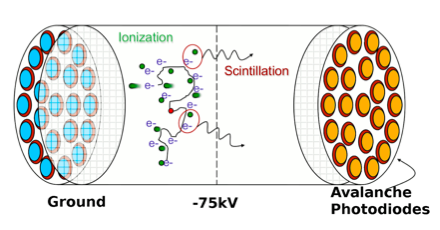 Ionization
e-
e-
e-
e-
e-
e-
Scintillation
e-
e-
e-
e-
e-
e-
Ground
-75kV
Avalanche
Photodiodes